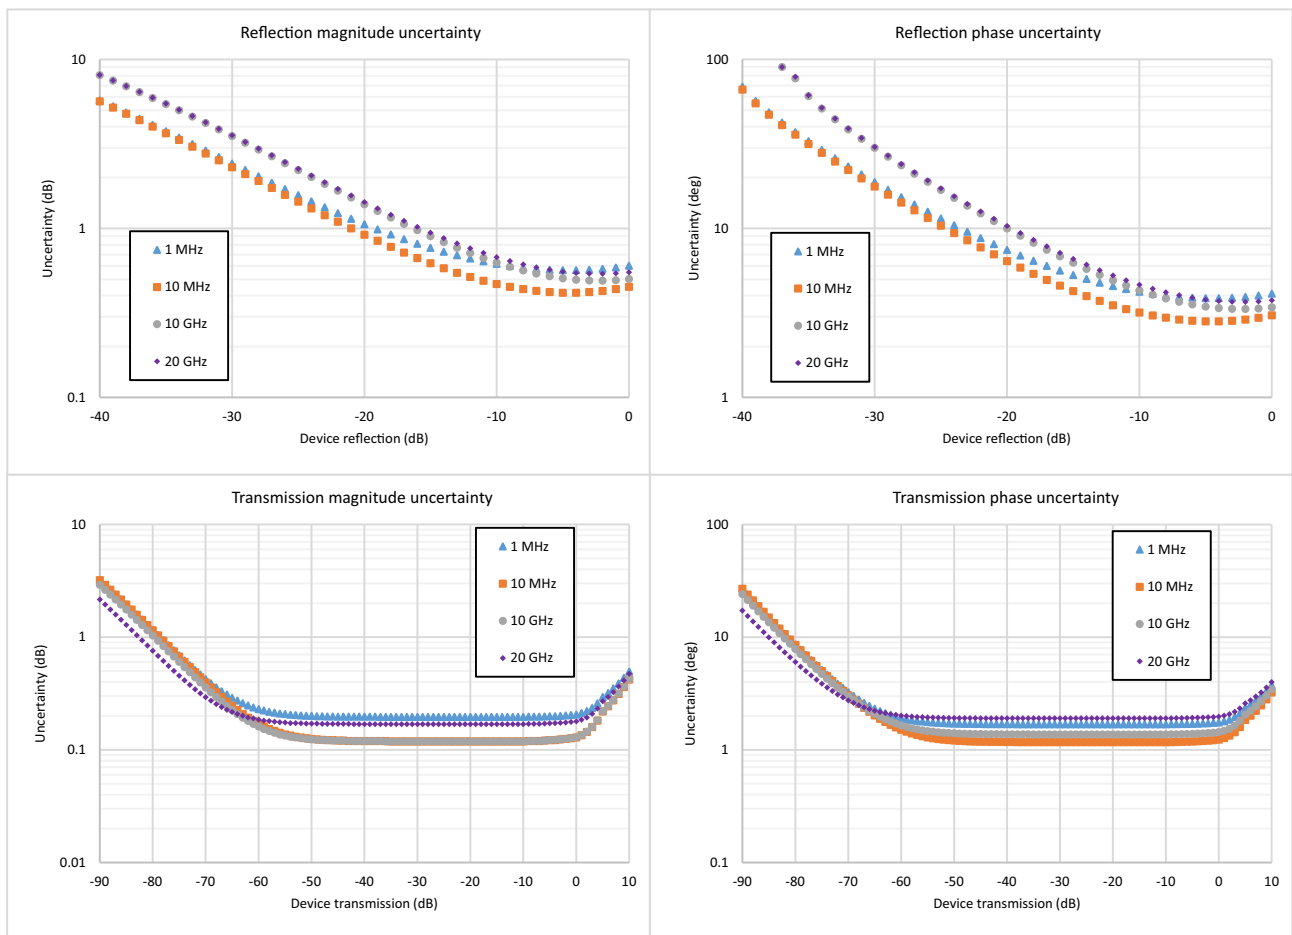 Reflection magnitude uncertainty
10
1
0.1
Uncertainty (dB)
1 MHz
10 MHz
10 GHz
20 GHz
-40 -30 -20 -10 0
Device reflection (dB)
Reflection phase uncertainty
100
10
1
Uncertainty (deg)
1 MHz
10 MHz
10 GHz
20 GHz
-40 -30 -20 -10 0
Device reflection (dB)
Transmission magnitude uncertainty
10
1
0.1
0.01
Uncertainty (dB)
1 MHz
10 MHz
10 GHz
20 GHz
-90 -80 -70 -60 -50 -40 -30 -20 -10 0 10
Device transmission (dB)
Transmission phase uncertainty
100
10
1
0.1
Uncertainty (deg)
1 MHz
10 MHz
10 GHz
20 GHz
-90 -80 -70 -60 -50 -40 -30 -20 -10 0 10
Device transmission (dB)